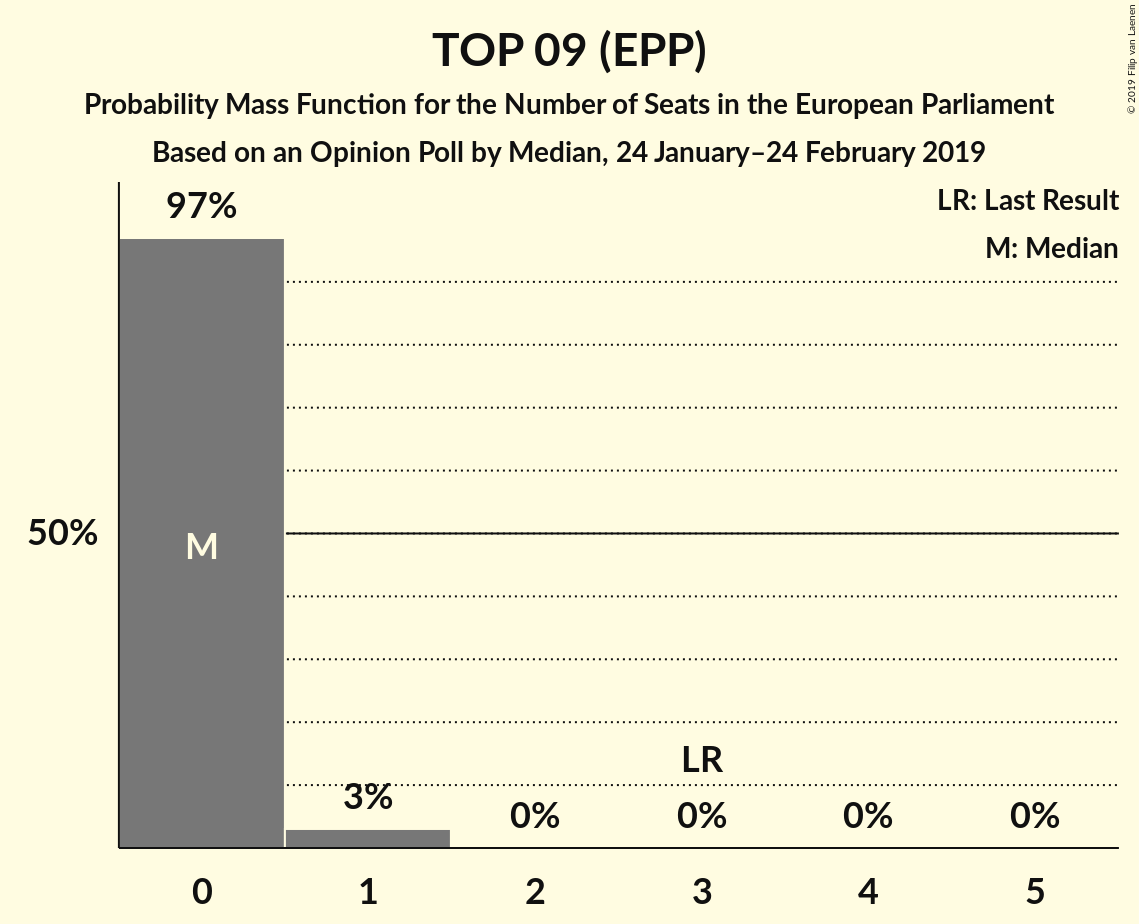 TOP 09 (EPP)
Probability Mass Function for the Number of Seats in the European Parliament
Based on an Opinion Poll by Median, 24 January–24 February 2019
© 2019 Filip van Laenen
LR: Last Result
M: Median
97%
50%
M
LR
3%
0%
0%
0%
0%
0
1
2
3
4
5